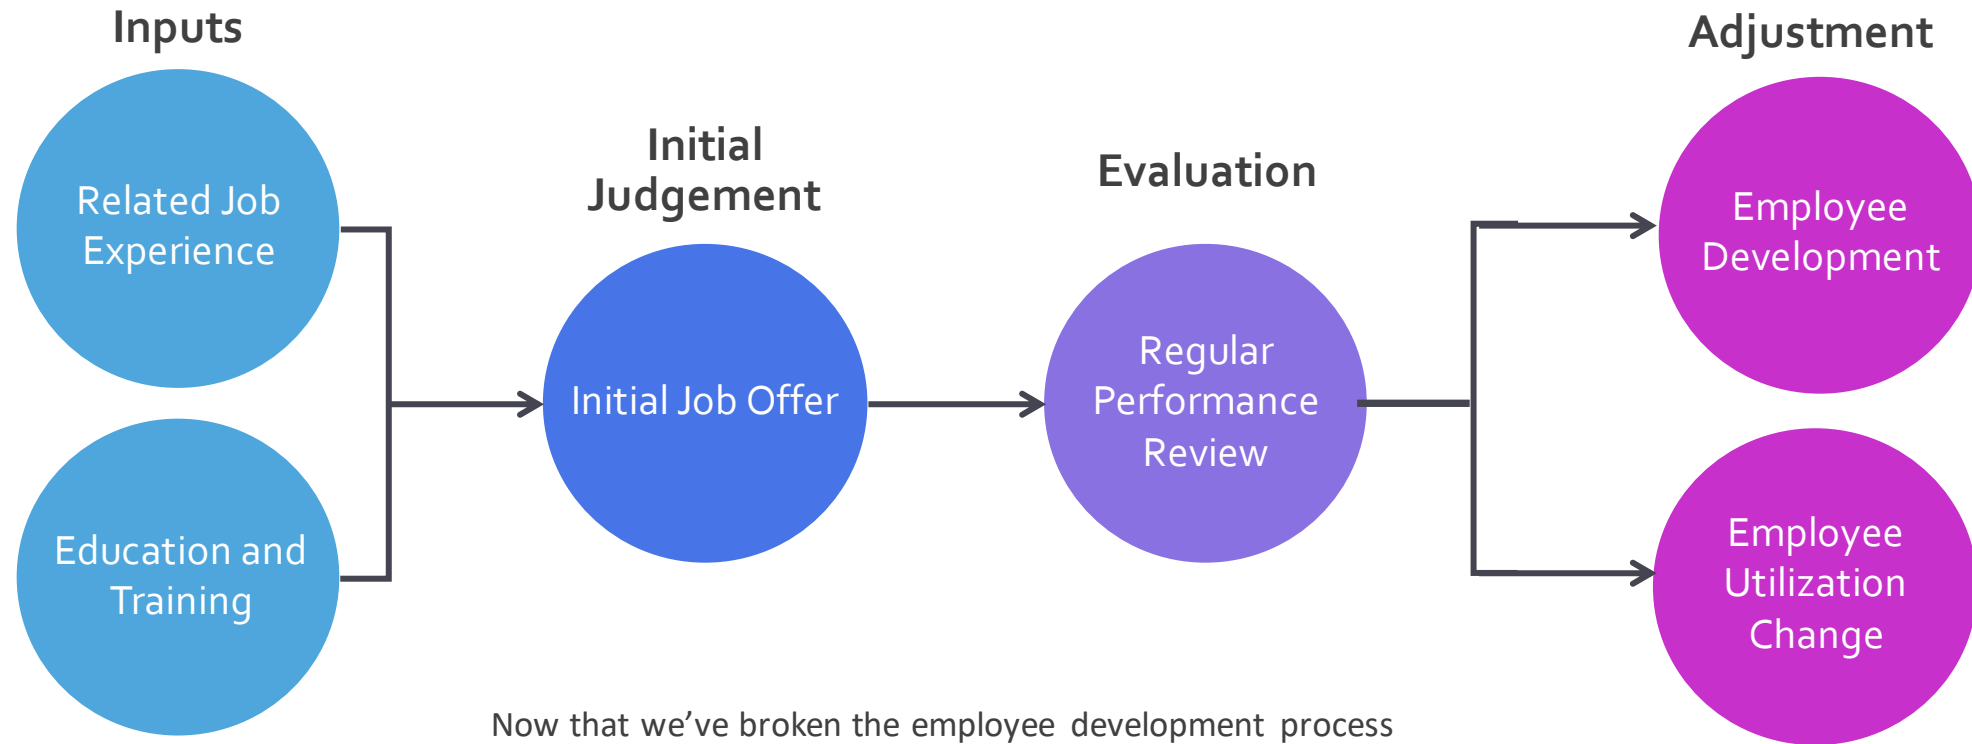 Inputs
Related Job
Experience
Education and
Training
Initial
Judgement
Initial Job Offer
Evaluation
Regular
Performance
Review
Adjustment
Employee
Development
Employee
Utilization
Change
Now that we’ve broken the employee development process